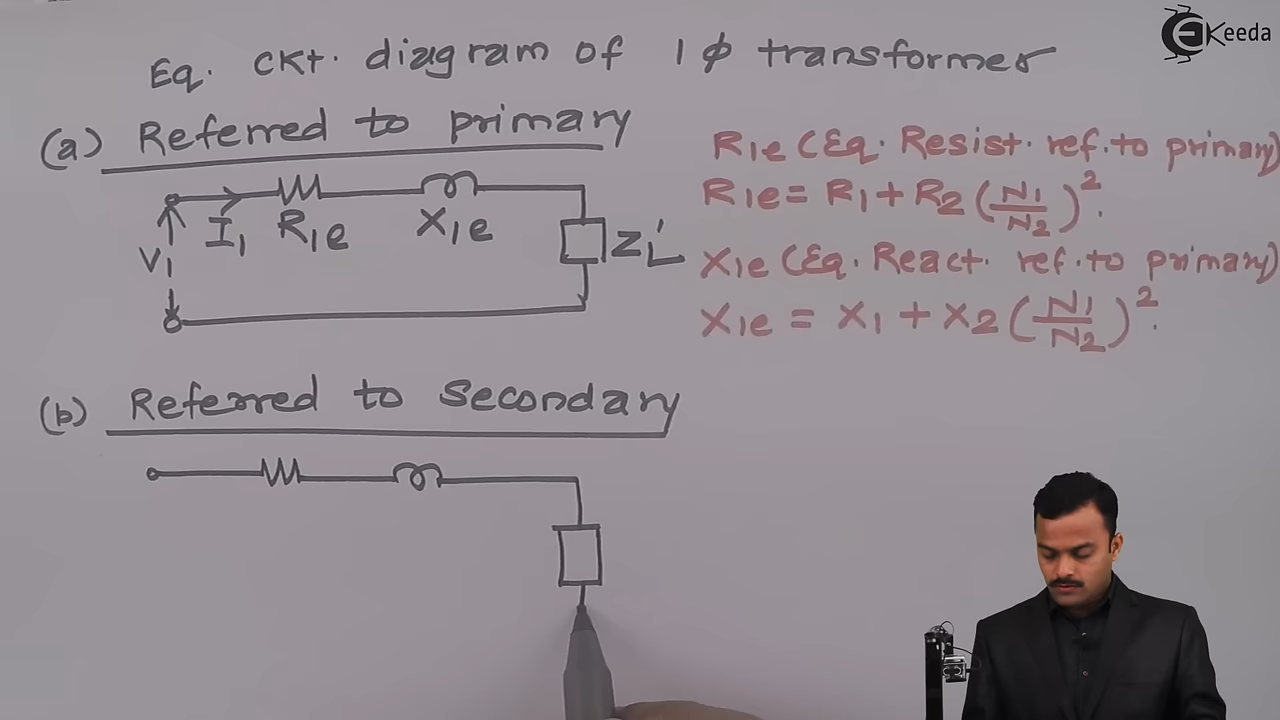 EKeeda
Eq. ckt. diagram of 1 ϕ transformer
(a) Referred to primary
V1 I1 R1e X1e ZL'
R1e (Eq. Resist. ref. to primary)
R1e = R1 + R2 (N1/N2)².
X1e (Eq. React. ref. to primary)
X1e = X1 + X2 (N1/N2)².
(b) Referred to secondary